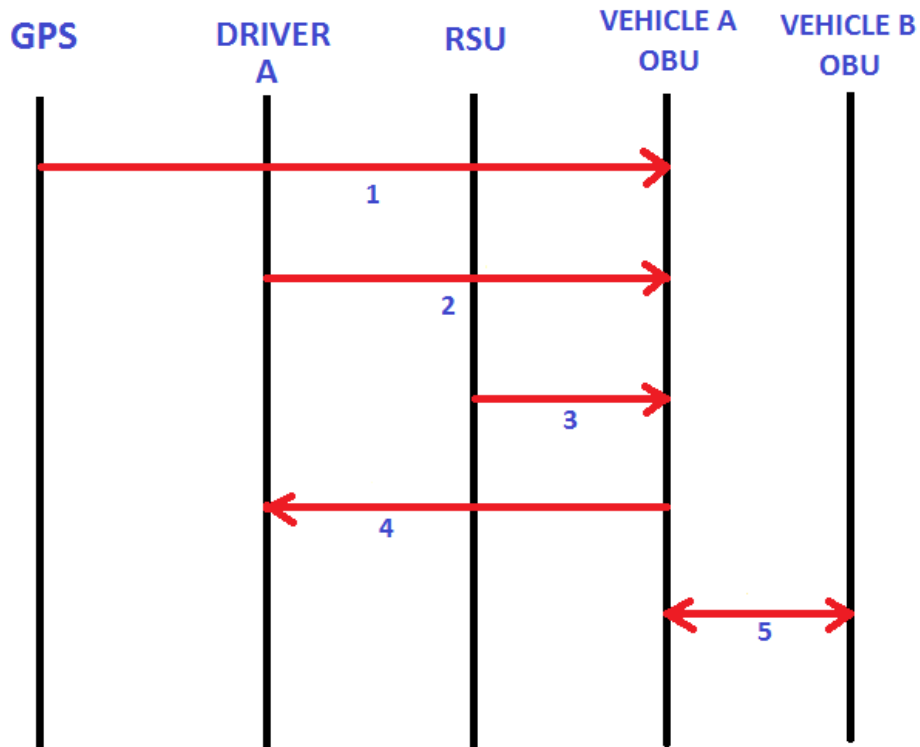 GPS
DRIVER
A
RSU
VEHICLE A
OBU
VEHICLE B
OBU
1
2
3
4
5